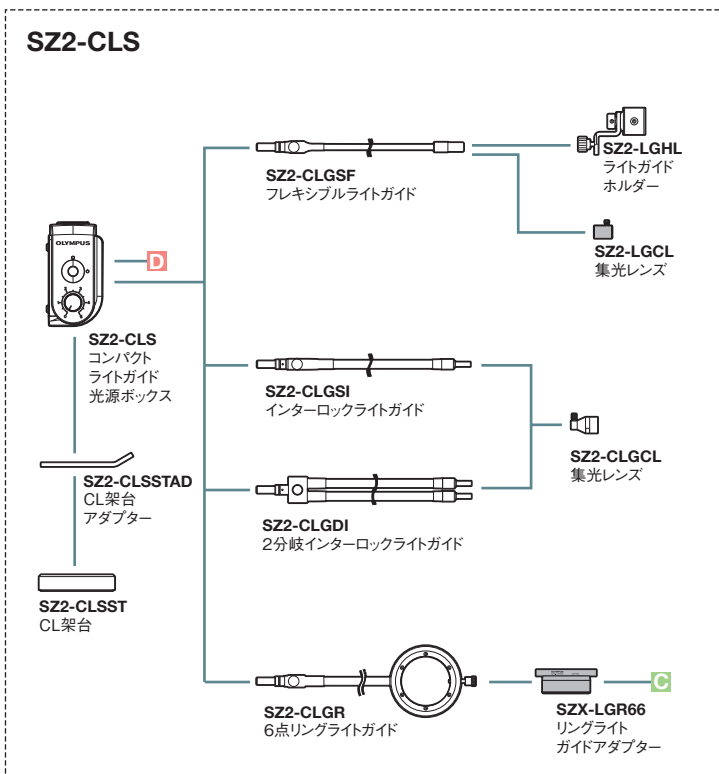 SZ2-CLS
SZ2-CLGSF
フレキシブルライトガイド
SZ2-LGHL
ライトガイド
ホルダー
SZ2-LGCL
集光レンズ
OLYMPUS
D
SZ2-CLS
コンパクト
ライトガイド
光源ボックス
SZ2-CLGSI
インターロックライトガイド
SZ2-CLGCL
集光レンズ
SZ2-CLSSTAD
CL架台
アダプター
SZ2-CLGDI
2分岐インターロックライトガイド
SZ2-CLSST
CL架台
SZ2-CLGR
6点リングライトガイド
SZX-LGR66
リングライト
ガイドアダプター
C